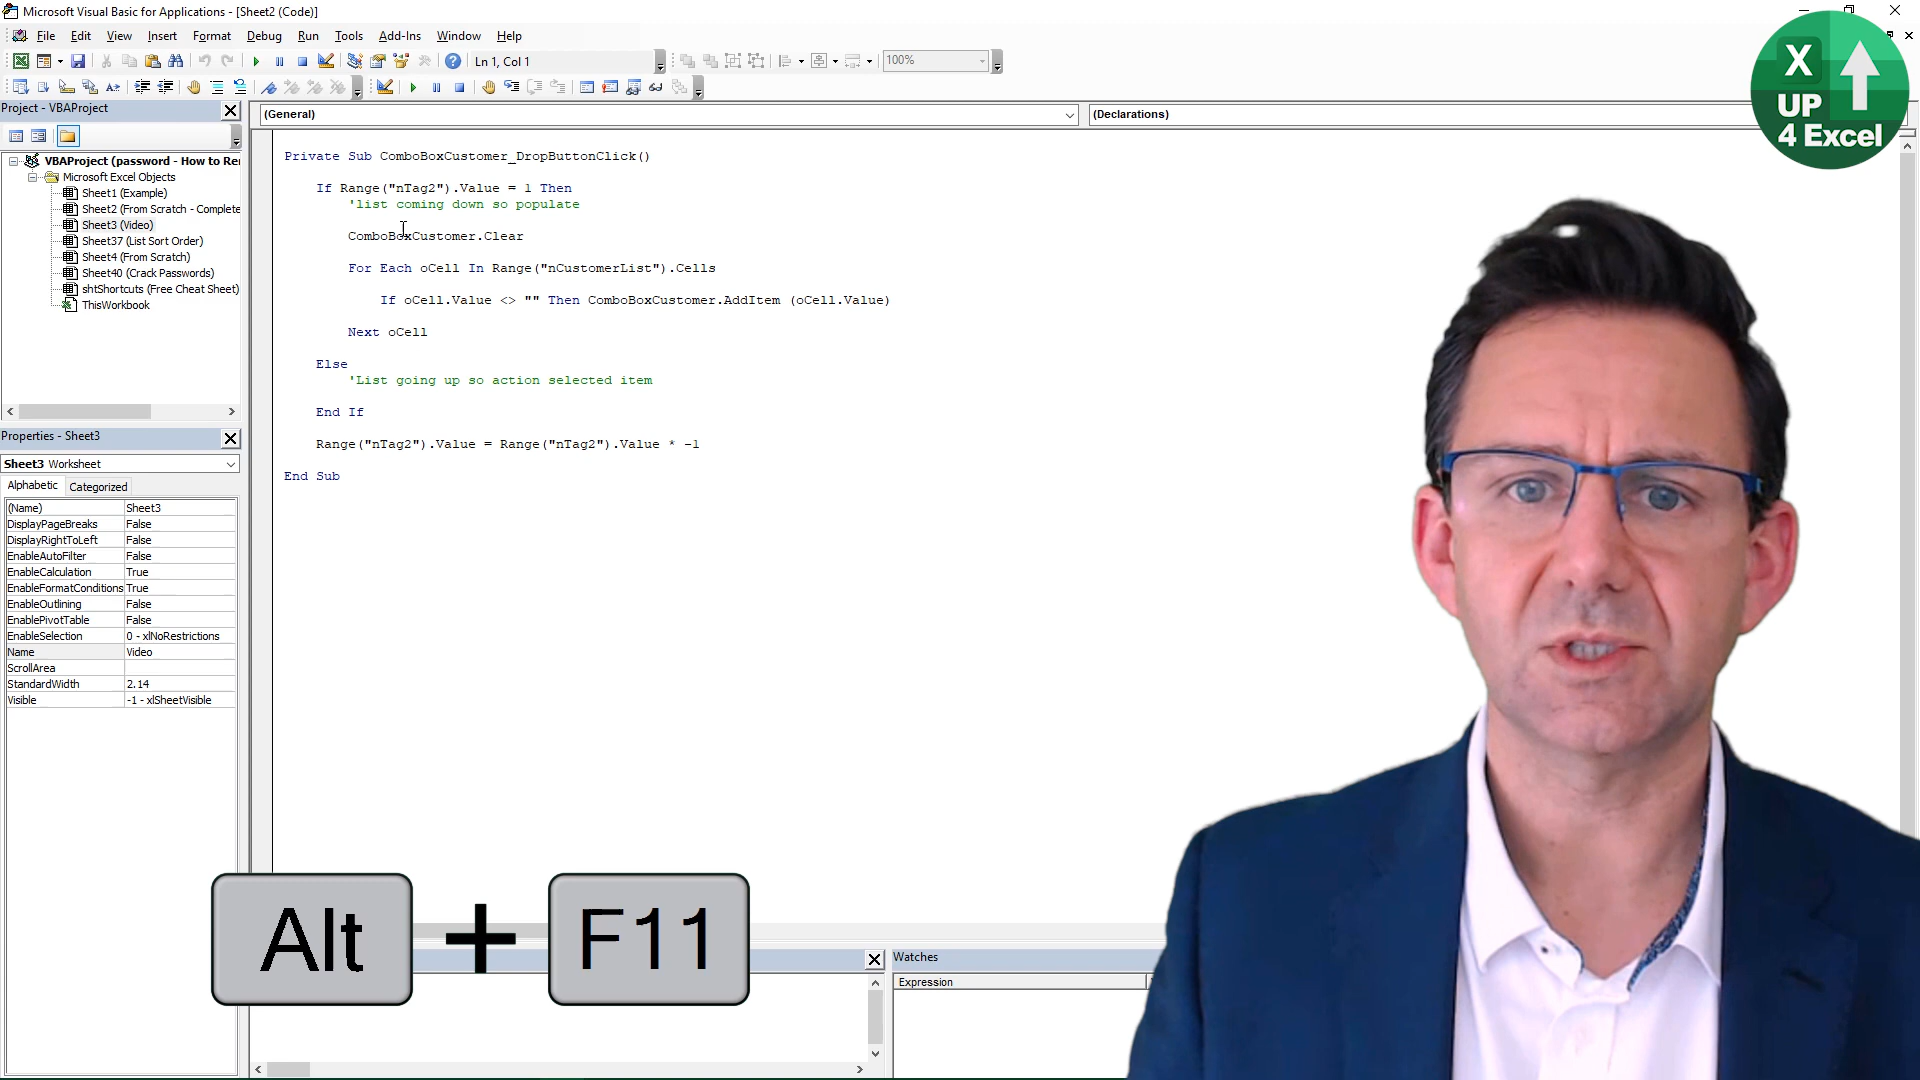 Microsoft Visual Basic for Applications - [Sheet2 (Code)]
File Edit View Insert Format Debug Run Tools Add-Ins Window Help
Ln 1, Col 1
100%
Project - VBAProject
VBAProject (password - How to Re
Microsoft Excel Objects
Sheet1 (Example)
Sheet2 (From Scratch - Complete
Sheet3 (Video)
Sheet37 (List Sort Order)
Sheet4 (From Scratch)
Sheet40 (Crack Passwords)
shtShortcuts (Free Cheat Sheet)
ThisWorkbook
Properties - Sheet3
Sheet3 Worksheet
Alphabetic Categorized
(Name) Sheet3
DisplayPageBreaks False
DisplayRightToLeft False
EnableAutoFilter False
EnableCalculation True
EnableFormatConditions True
EnableOutlining False
EnablePivotTable False
EnableSelection 0 - xlNoRestrictions
Name Video
ScrollArea
StandardWidth 2.14
Visible -1 - xlSheetVisible
(General) (Declarations)
Private Sub ComboBoxCustomer_DropButtonClick()
If Range("nTag2").Value = 1 Then
'list coming down so populate
ComboBoxCustomer.Clear
For Each oCell In Range("nCustomerList").Cells
If oCell.Value <> "" Then ComboBoxCustomer.AddItem (oCell.Value)
Next oCell
Else
'List going up so action selected item
End If
Range("nTag2").Value = Range("nTag2").Value * -1
End Sub
Alt + F11
Watches
Expression
X
UP
4 Excel